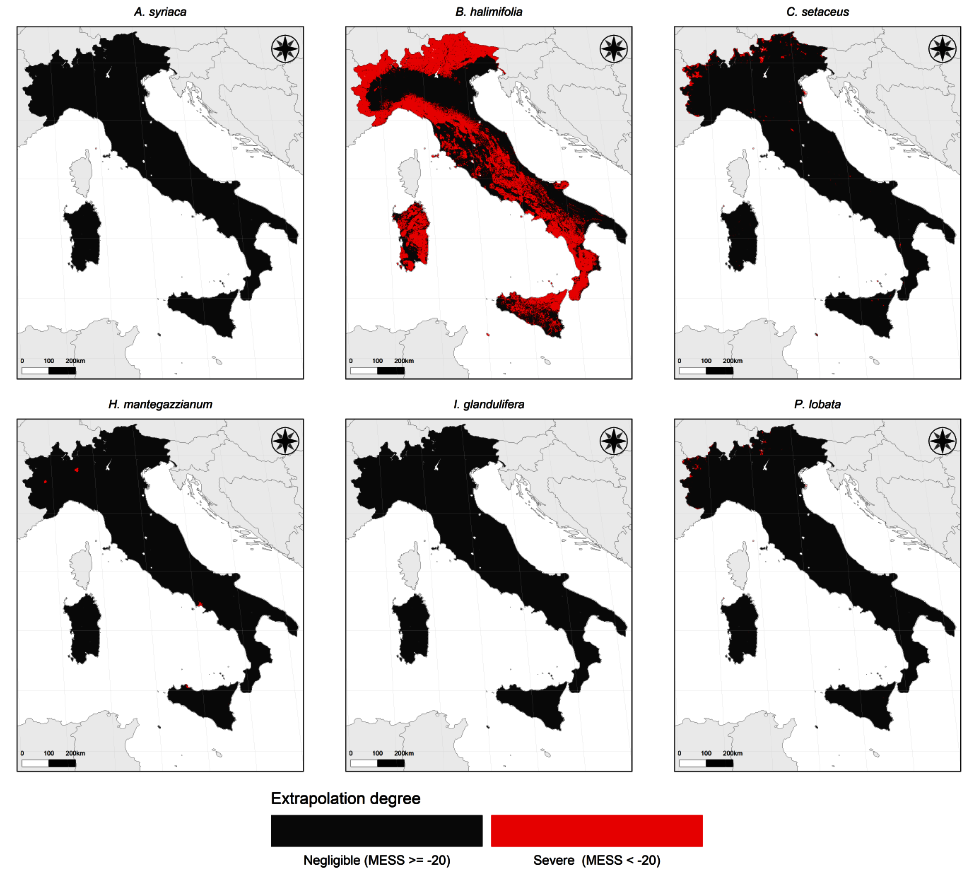 A. syriaca
B. halimifolia
C. setaceus
0 100 200km
0 100 200km
0 100 200km
H. mantegazzianum
I. glandulifera
P. lobata
0 100 200km
0 100 200km
0 100 200km
Extrapolation degree
Negligible (MESS >= -20)
Severe (MESS < -20)